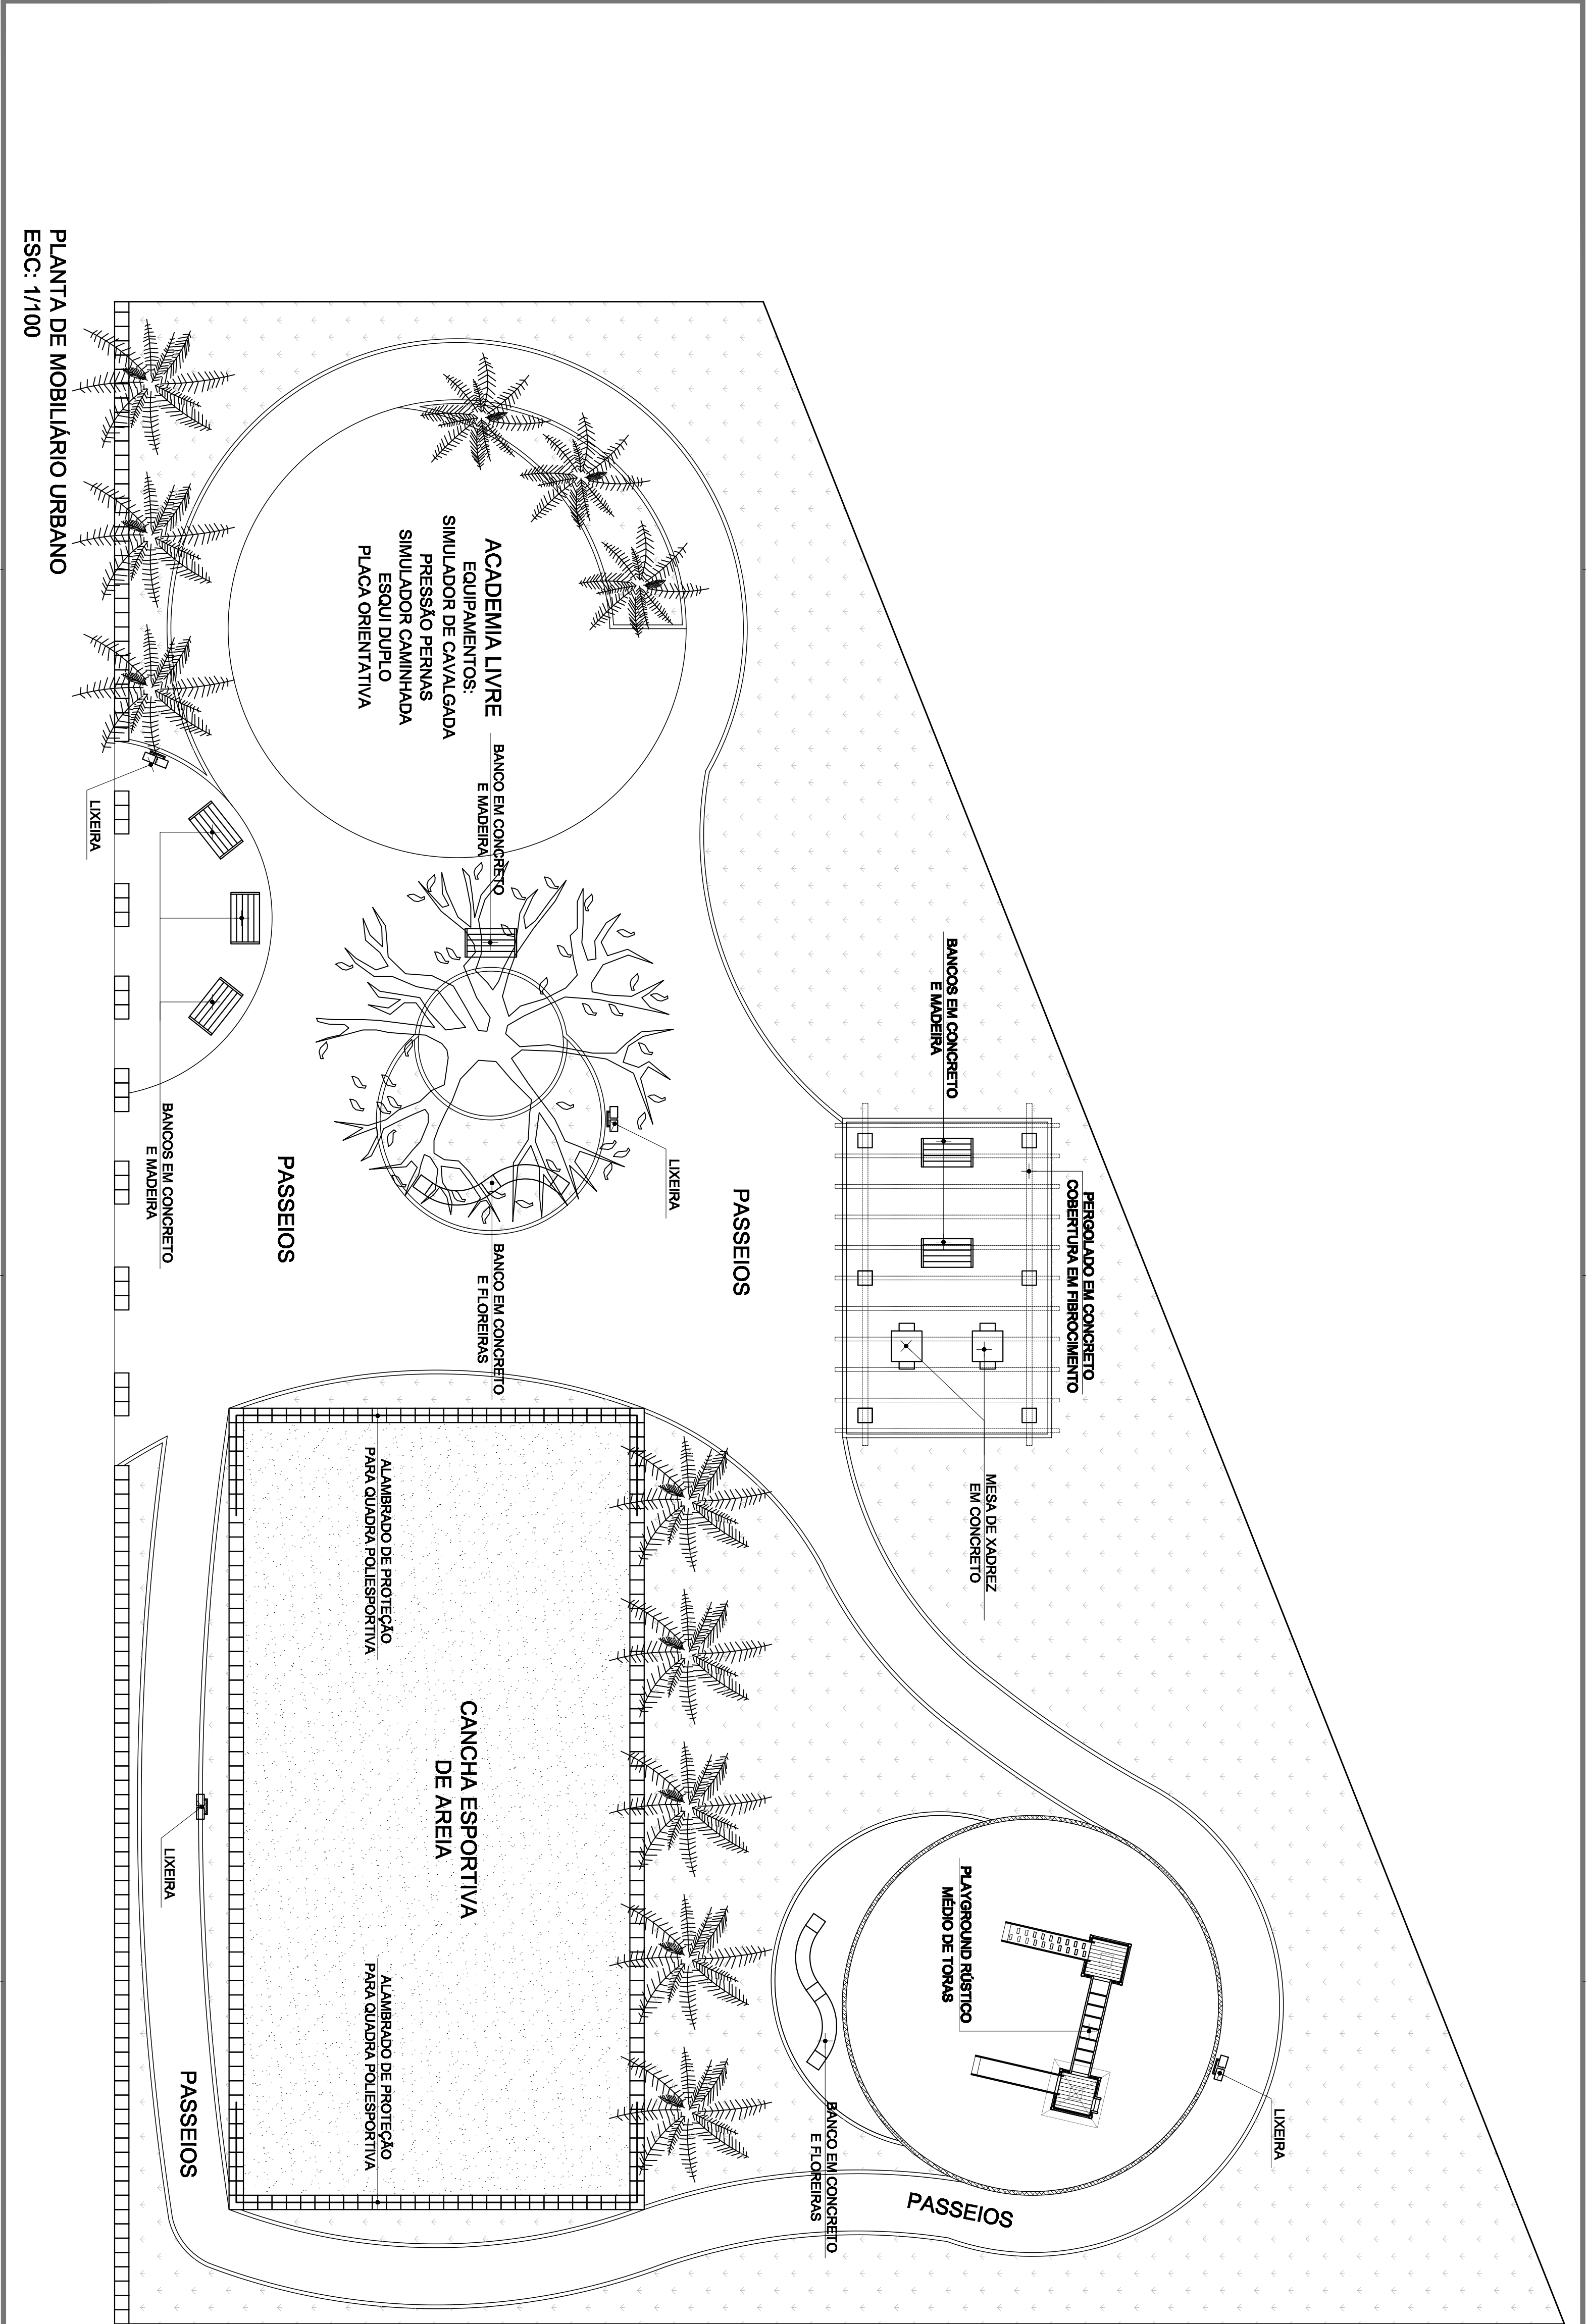 PLANTA DE MOBILIÁRIO URBANO
ESC: 1/100
ACADEMIA LIVRE
EQUIPAMENTOS:
SIMULADOR DE CAVALGADA
PRESSÃO PERNAS
SIMULADOR CAMINHADA
ESQUI DUPLO
PLACA ORIENTATIVA
BANCO EM CONCRETO
E MADEIRA
LIXEIRA
BANCOS EM CONCRETO
E MADEIRA
PASSEIOS
BANCOS EM CONCRETO
E MADEIRA
PERGOLADO EM CONCRETO
COBERTURA EM FIBROCIMENTO
LIXEIRA
PASSEIOS
BANCO EM CONCRETO
E FLOREIRAS
MESA DE XADREZ
EM CONCRETO
ALAMBRADO DE PROTEÇÃO
PARA QUADRA POLIESPORTIVA
CANCHA ESPORTIVA
DE AREIA
LIXEIRA
ALAMBRADO DE PROTEÇÃO
PARA QUADRA POLIESPORTIVA
PASSEIOS
PLAYGROUND RÚSTICO
MÉDIO DE TORAS
BANCO EM CONCRETO
E FLOREIRAS
PASSEIOS
LIXEIRA